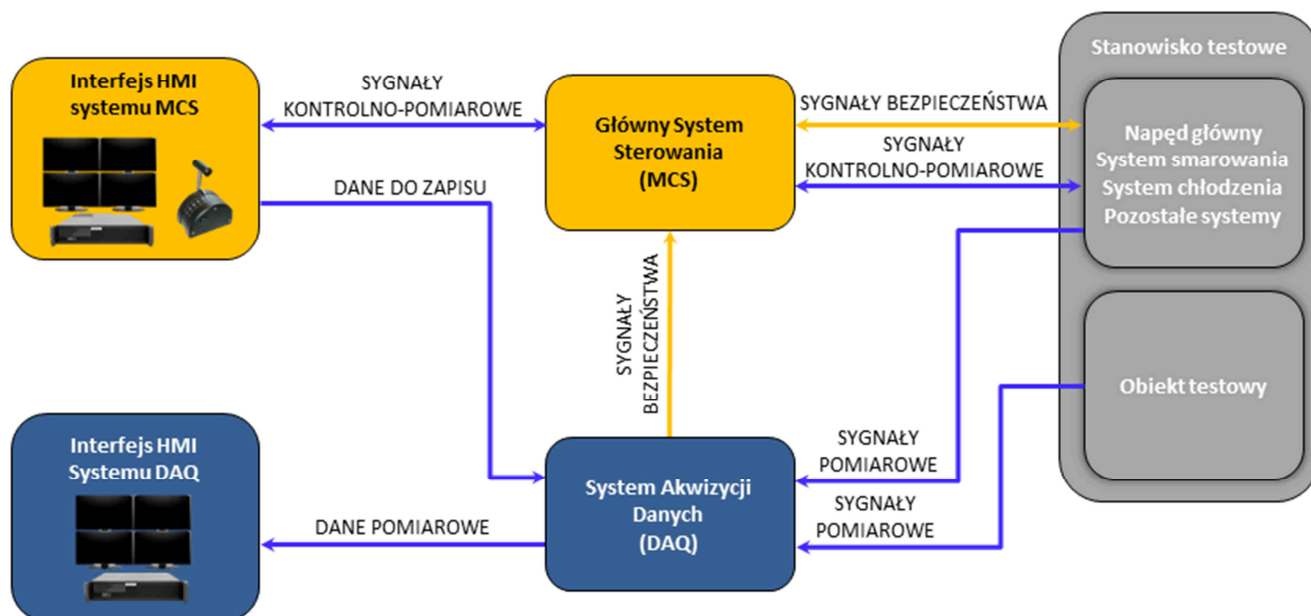 Interfejs HMI
systemu MCS
SYGNAŁY
KONTROLNO-POMIAROWE
DANE DO ZAPISU
Główny System
Sterowania
(MCS)
SYGNAŁY BEZPIECZEŃSTWA
SYGNAŁY
KONTROLNO-POMIAROWE
Stanowisko testowe
Napęd główny
System smarowania
System chłodzenia
Pozostałe systemy
SYGNAŁY
BEZPIECZEŃSTWA
Obiekt testowy
Interfejs HMI
Systemu DAQ
DANE POMIAROWE
System Akwizycji
Danych
(DAQ)
SYGNAŁY
POMIAROWE
SYGNAŁY
POMIAROWE